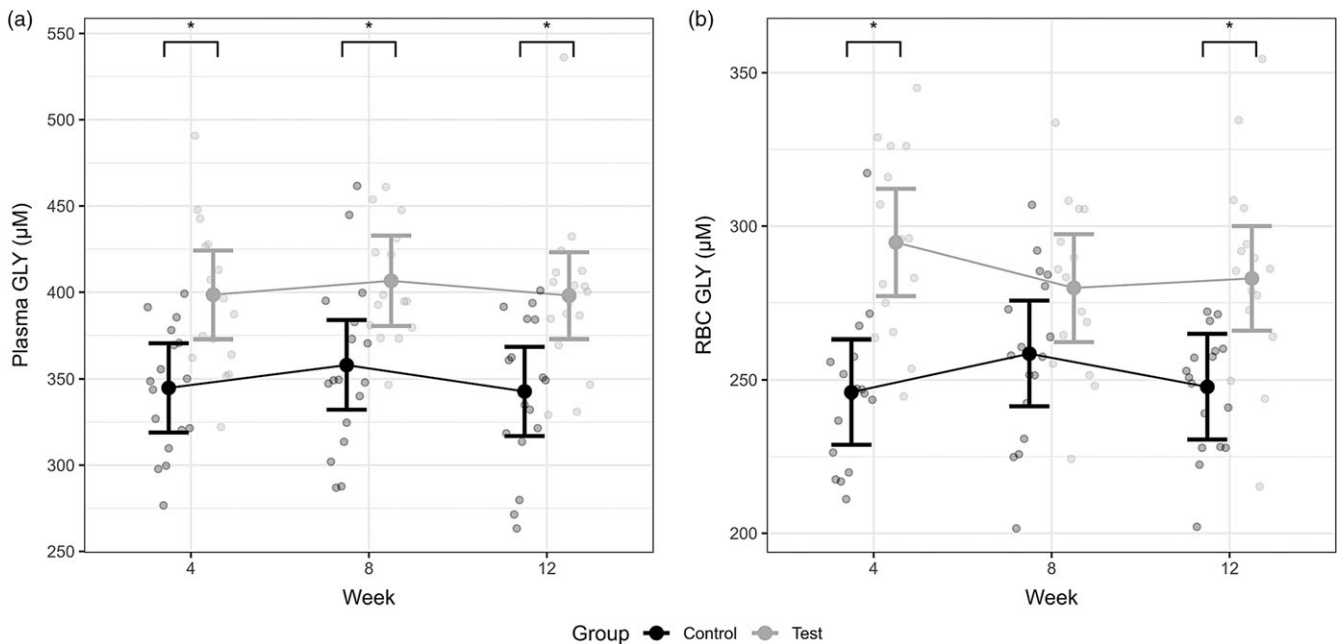 (a)
* * *
Plasma GLY (µM)
550
500
450
400
350
300
250
4 8 12
Week
(b)
* *
RBC GLY (µM)
350
300
250
200
4 8 12
Week
Group Control Test